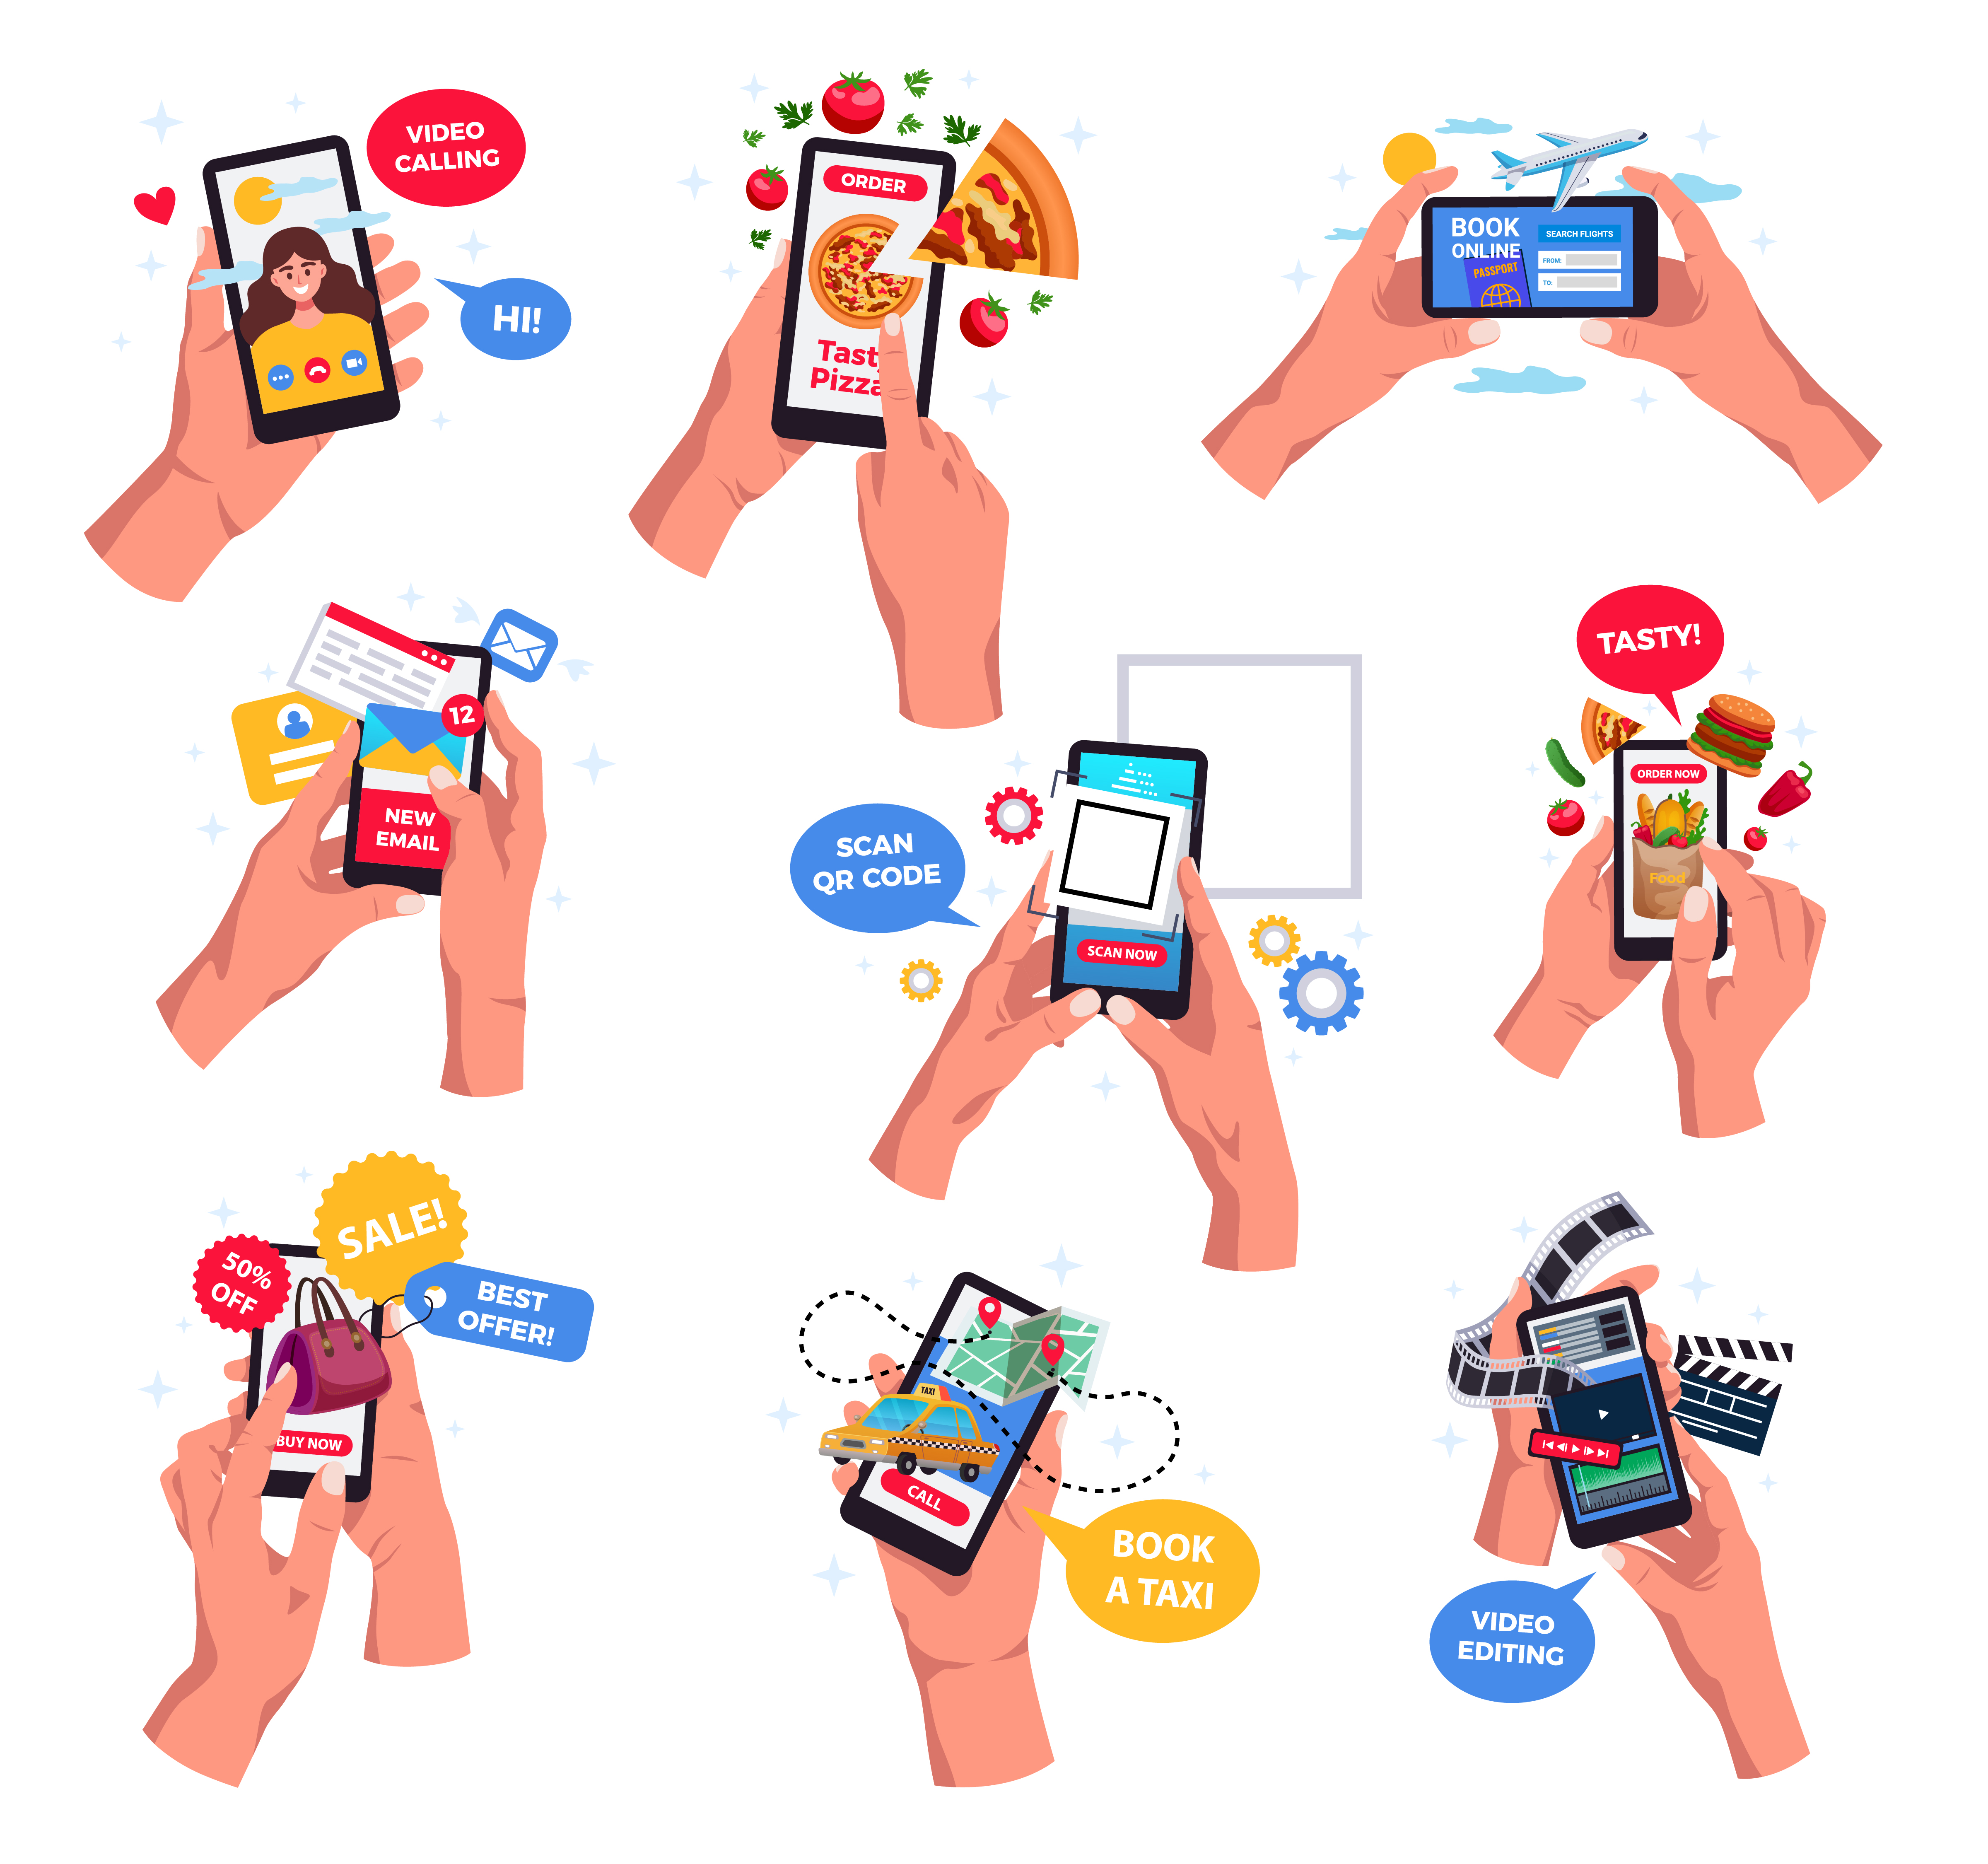 VIDEO
CALLING
HI!
ORDER
Tasty
Pizza
BOOK
ONLINE
PASSPORT
SEARCH FLIGHTS
FROM:
TO:
12
NEW
EMAIL
SCAN
QR CODE
SCAN NOW
TASTY!
ORDER NOW
Food
50%
OFF
SALE!
BEST
OFFER!
BUY NOW
TAXI
CALL
BOOK
A TAXI
VIDEO
EDITING